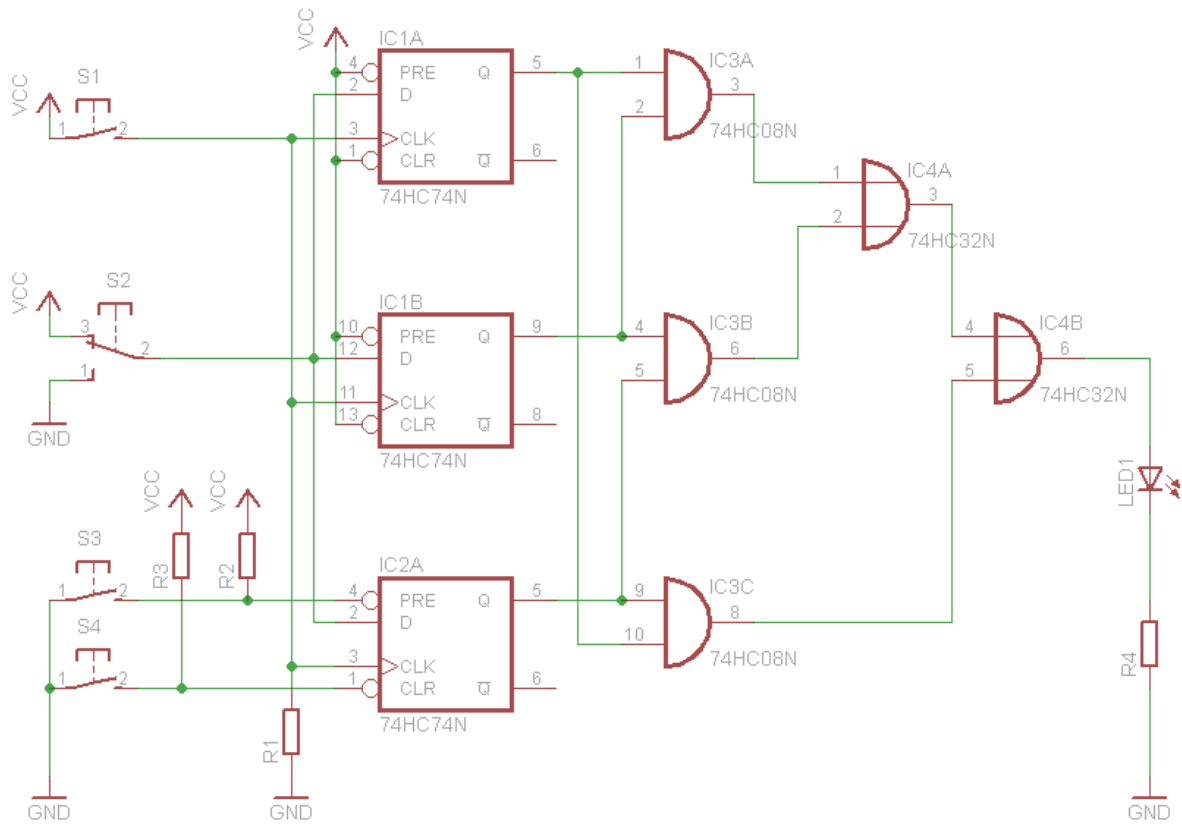 VCC
S1
1
2
VCC
IC1A
4
PRE
Q
5
2
D
3
CLK
1
CLR
Q
6
74HC74N
IC3A
1
2
3
74HC08N
IC4A
1
2
3
74HC32N
VCC
S2
3
2
1
GND
IC1B
10
PRE
Q
9
12
D
11
CLK
13
CLR
Q
8
74HC74N
IC3B
4
5
6
74HC08N
IC4B
4
5
6
74HC32N
VCC
VCC
R3
R2
S3
1
2
S4
1
2
GND
IC2A
4
PRE
Q
5
2
D
3
CLK
1
CLR
Q
6
74HC74N
R1
GND
IC3C
9
10
8
74HC08N
LED1
R4
GND